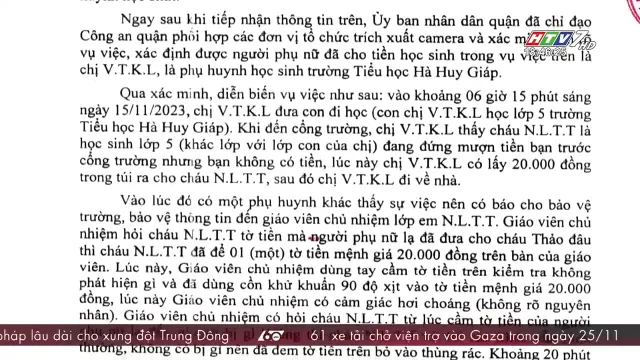 Ngay sau khi tiếp nhận thông tin trên, Ủy ban nhân dân quận đã chỉ đạo
Công an quận phối hợp các đơn vị tổ chức trích xuất camera và xác
vụ việc, xác định được người phụ nữ đã cho tiền học sinh trong vụ việc trên là
chị V.T.K.L, là phụ huynh học sinh trường Tiểu học Hà Huy Giáp.
Qua xác minh, diễn biến vụ việc như sau: vào khoảng 06 giờ 15 phút sáng
ngày 15/11/2023, chị V.T.K.L đưa con đi học (con chị V.T.K.L học lớp 5 trường
Tiểu học Hà Huy Giáp). Khi đến cổng trường, chị V.T.K.L thấy cháu N.L.T.T là
học sinh lớp 5 (khác lớp với lớp con của chị) đang đứng mượn tiền bạn trước
cổng trường nhưng bạn không có tiền, lúc này chị V.T.K.L có lấy 20.000 đồng
trong túi ra cho cháu N.L.T.T, sau đó chị V.T.K.L đi về nhà.
Vào lúc đó có một phụ huynh khác thấy sự việc nên có báo cho bảo vệ
trường, bảo vệ thông tin đến giáo viên chủ nhiệm lớp em N.L.T.T. Giáo viên chủ
nhiệm hỏi cháu N.L.T.T tờ tiền mà người phụ nữ lạ đã đưa cho cháu Thảo đâu
thì cháu N.L.T.T đã để 01 (một) tờ tiền mệnh giá 20.000 đồng trên bàn của giáo
viên. Lúc này, Giáo viên chủ nhiệm dùng tay cầm tờ tiền trên kiểm tra không
phát hiện gì và đã dùng cồn khử khuẩn 90 độ xịt vào tờ tiền mệnh giá 20.000
đồng, lúc này Giáo viên chủ nhiệm có cảm giác hơi choáng (không rõ nguyên
nhân). Giáo viên chủ nhiệm có hỏi cháu N.L.T.T từ lúc cầm tờ tiền của người
thường, không có bị gì nên đã đem tờ tiền trên bỏ vào thùng rác. Khoảng 20 phút
HTV7 HD
18:46:25
pháp lâu dài cho xung đột Trung Đông 60 61 xe tải chở viện trợ vào Gaza trong ngày 25/11